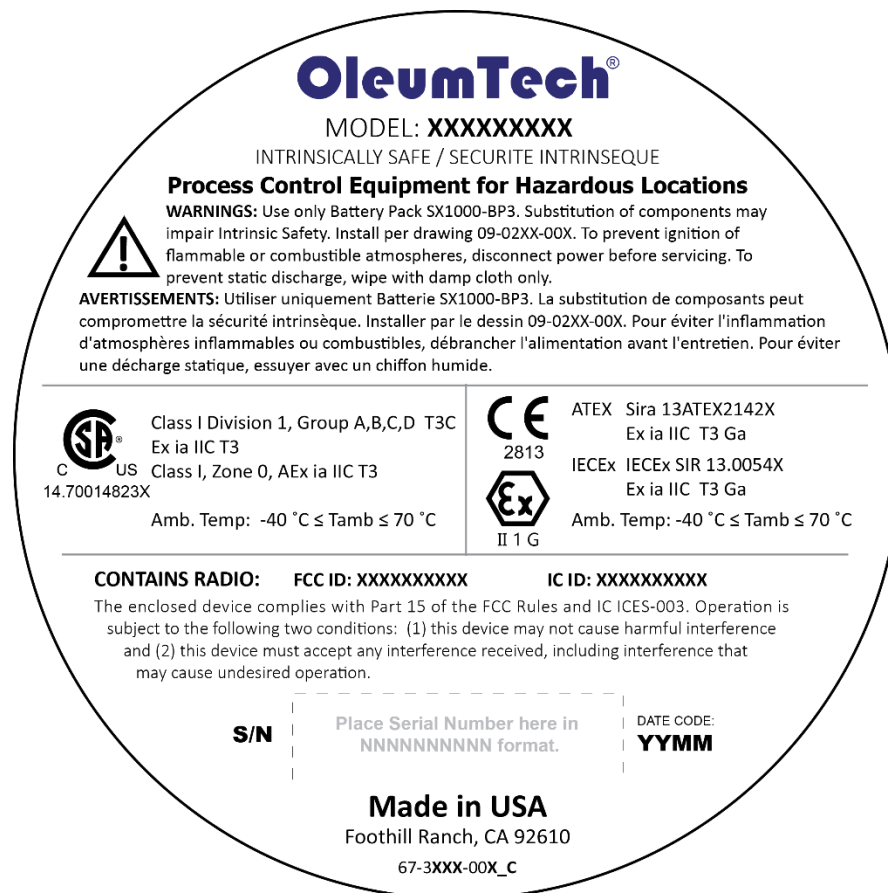 OleumTech®
MODEL: XXXXXXXXX
INTRINSICALLY SAFE / SECURITE INTRINSEQUE
Process Control Equipment for Hazardous Locations
WARNINGS: Use only Battery Pack SX1000-BP3. Substitution of components may
impair Intrinsic Safety. Install per drawing 09-02XX-00X. To prevent ignition of
flammable or combustible atmospheres, disconnect power before servicing. To
prevent static discharge, wipe with damp cloth only.
AVERTISSEMENTS: Utiliser uniquement Batterie SX1000-BP3. La substitution de composants peut
compromettre la sécurité intrinsèque. Installer par le dessin 09-02XX-00X. Pour éviter l'inflammation
d'atmosphères inflammables ou combustibles, débrancher l'alimentation avant l'entretien. Pour éviter
une décharge statique, essuyer avec un chiffon humide.
SA®
C US
14.70014823X
Class I Division 1, Group A,B,C,D T3C
Ex ia IIC T3
Class I, Zone 0, AEx ia IIC T3
Amb. Temp: -40 ˚C ≤ Tamb ≤ 70 ˚C
CE
2813
Ex
II 1 G
ATEX Sira 13ATEX2142X
Ex ia IIC T3 Ga
IECEx IECEx SIR 13.0054X
Ex ia IIC T3 Ga
Amb. Temp: -40 ˚C ≤ Tamb ≤ 70 ˚C
CONTAINS RADIO: FCC ID: XXXXXXXXXX IC ID: XXXXXXXXXX
The enclosed device complies with Part 15 of the FCC Rules and IC ICES-003. Operation is
subject to the following two conditions: (1) this device may not cause harmful interference
and (2) this device must accept any interference received, including interference that
may cause undesired operation.
S/N
Place Serial Number here in
NNNNNNNNNN format.
DATE CODE:
YYMM
Made in USA
Foothill Ranch, CA 92610
67-3XXX-00X_C